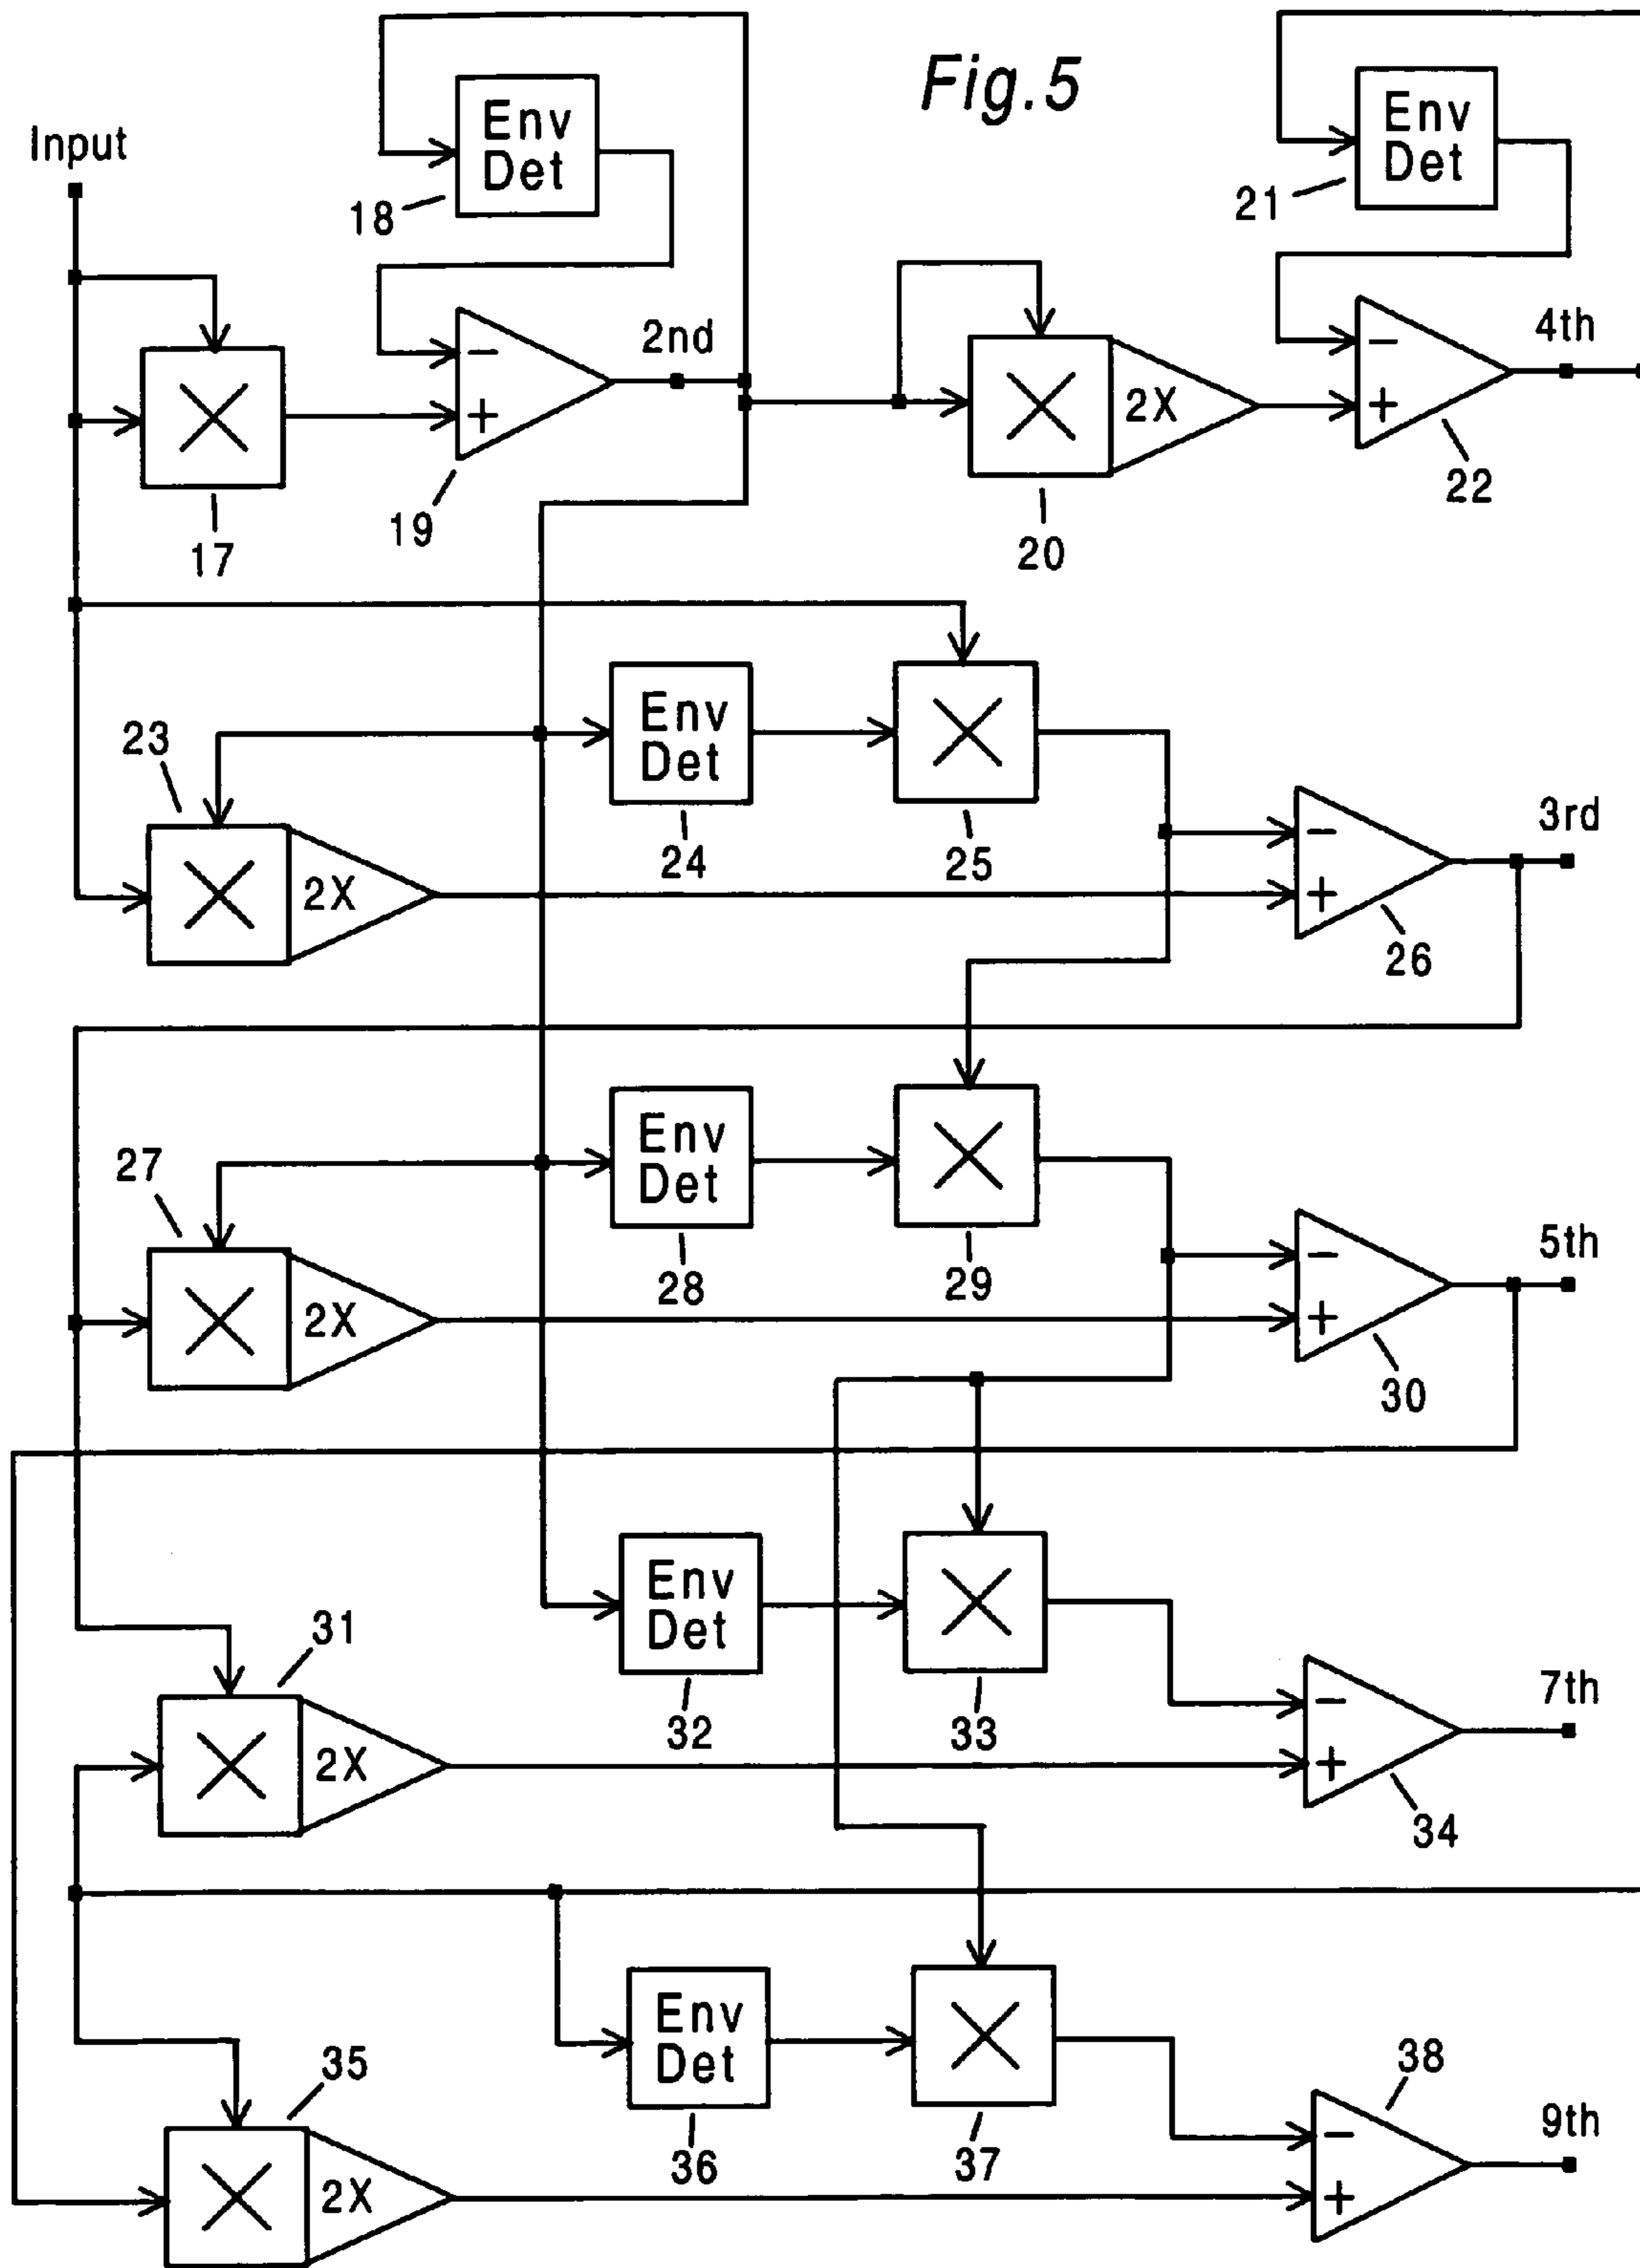 Fig.5
Input
Env
Det
18
Env
Det
21
2nd
4th
−
+
2X
−
+
17
19
20
22
23
Env
Det
24
25
3rd
2X
−
+
26
27
Env
Det
28
29
5th
2X
−
+
30
31
Env
Det
32
33
7th
2X
−
+
34
35
Env
Det
36
37
38
9th
2X
−
+